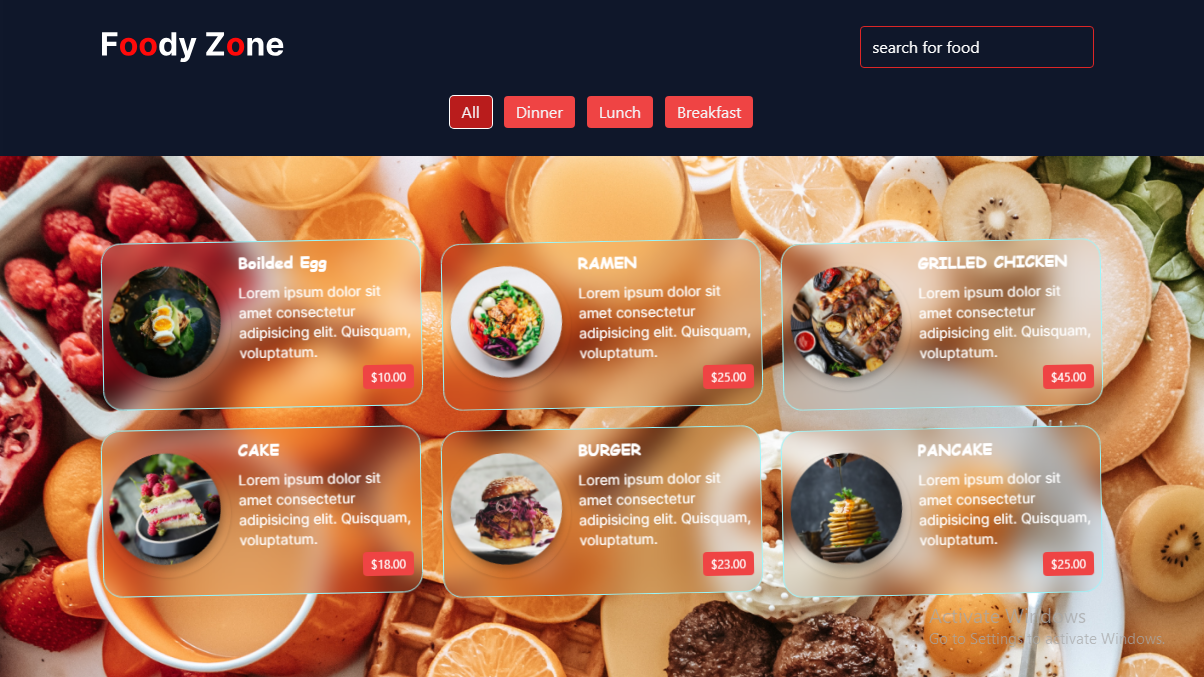 Foody Zone
search for food
All
Dinner
Lunch
Breakfast
Boilded Egg
Lorem ipsum dolor sit
amet consectetur
adipisicing elit. Quisquam,
voluptatum.
$10.00
RAMEN
Lorem ipsum dolor sit
amet consectetur
adipisicing elit. Quisquam,
voluptatum.
$25.00
GRILLED CHICKEN
Lorem ipsum dolor sit
amet consectetur
adipisicing elit. Quisquam,
voluptatum.
$45.00
CAKE
Lorem ipsum dolor sit
amet consectetur
adipisicing elit. Quisquam,
voluptatum.
$18.00
BURGER
Lorem ipsum dolor sit
amet consectetur
adipisicing elit. Quisquam,
voluptatum.
$23.00
PANCAKE
Lorem ipsum dolor sit
amet consectetur
adipisicing elit. Quisquam,
voluptatum.
$25.00
Activate Windows
Go to Settings to activate Windows.